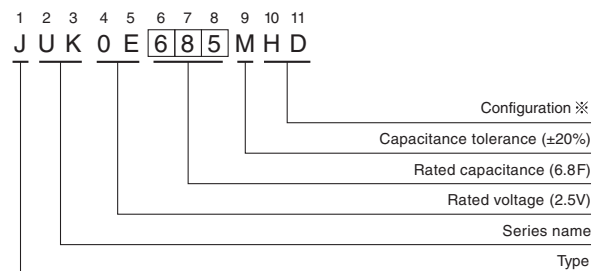 1 2 3 4 5 6 7 8 9 10 11
J U K 0 E 6 8 5 M H D
Configuration ※
Capacitance tolerance (±20%)
Rated capacitance (6.8F)
Rated voltage (2.5V)
Series name
Type